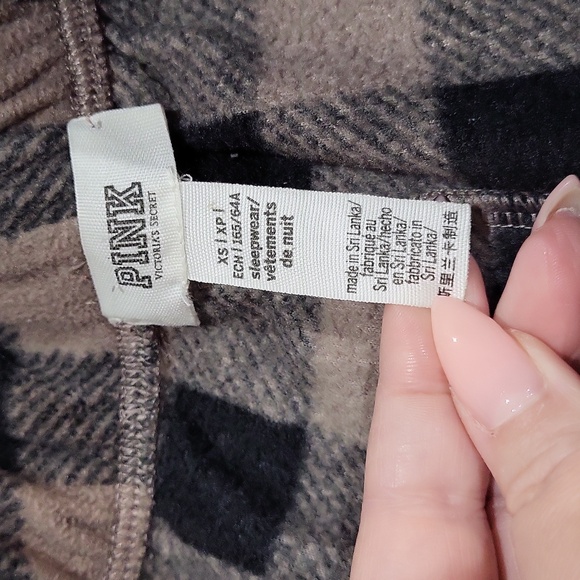 PINK
VICTORIA'S SECRET
XS | XP |
ECH | 165/64A
sleepwear/
vêtements
de nuit
made in Sri Lanka/
fabriqué au
Sri Lanka/hecho
en Sri Lanka/
fabbricato in
Sri Lanka/
斯里兰卡制造